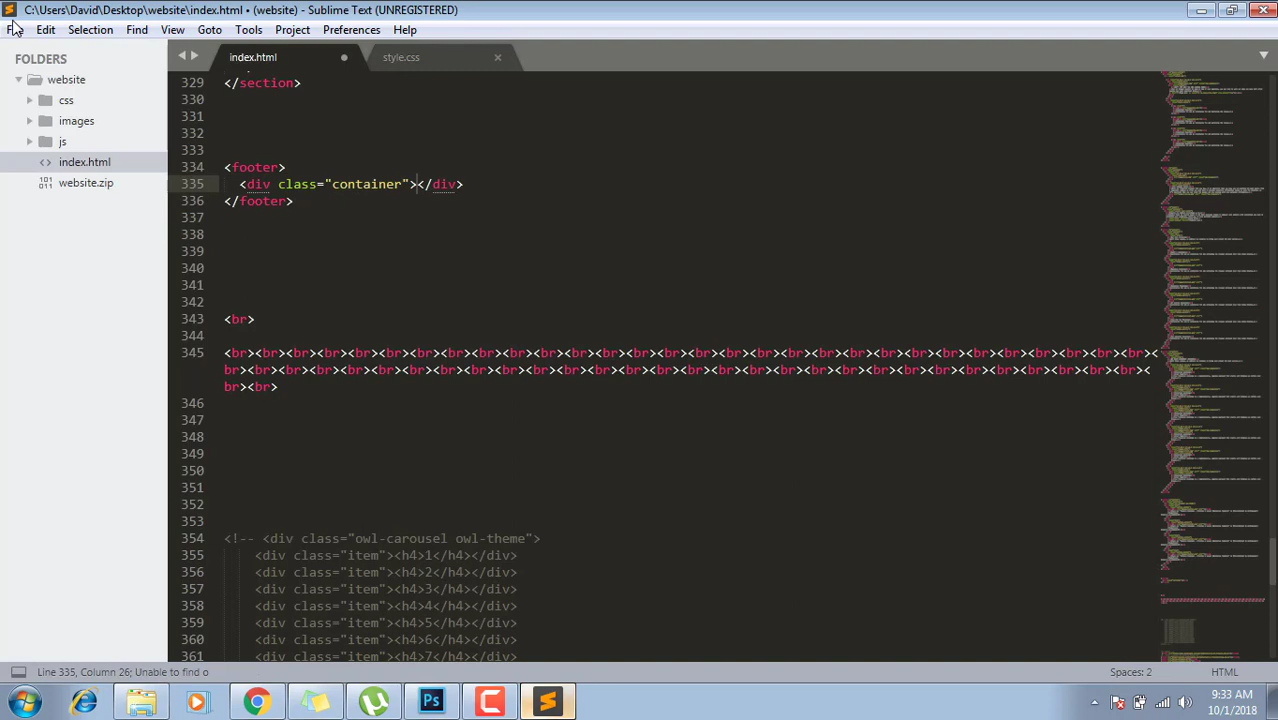 C:\Users\David\Desktop\website\index.html • (website) - Sublime Text (UNREGISTERED)
Edit Selection Find View Goto Tools Project Preferences Help
FOLDERS
website
css
images
js
index.html
website.zip
index.html style.css
329 </section>
330
331
332
333
334 <footer>
335 <div class="container"></div>
336 </footer>
337
338
339
340
341
342
343 <br>
344
345 <br><br><br><br><br><br><br><br><br><br><br><br><br><br><br><br><br><br><br><br><br><br><br><br><br><br><br><br><br><br><
br><br><br><br><br><br><br><br><br><br><br><br><br><br><br><br><br><br><br><br><br><br><br><br><br><br><br><br><br><br><
br><br>
346
347
348
349
350
351
352
353
354 <!-- <div class="owl-carousel owl-theme">
355 <div class="item"><h4>1</h4></div>
356 <div class="item"><h4>2</h4></div>
357 <div class="item"><h4>3</h4></div>
358 <div class="item"><h4>4</h4></div>
359 <div class="item"><h4>5</h4></div>
360 <div class="item"><h4>6</h4></div>
361 <div class="item"><h4>7</h4></div>
Line 335, Column 26; Unable to find o
Spaces: 2 HTML
Ps
9:33 AM
10/1/2018